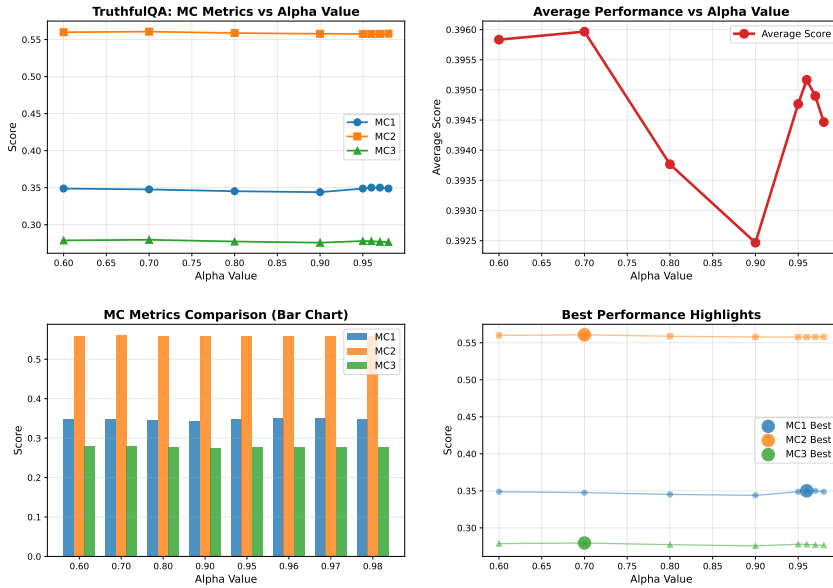 TruthfulQA: MC Metrics vs Alpha Value
0.55
0.50
0.45
0.40
0.35
0.30
Score
MC1
MC2
MC3
0.60 0.65 0.70 0.75 0.80 0.85 0.90 0.95
Alpha Value
Average Performance vs Alpha Value
0.3960
0.3955
0.3950
0.3945
0.3940
0.3935
0.3930
0.3925
Average Score
Average Score
0.60 0.65 0.70 0.75 0.80 0.85 0.90 0.95
Alpha Value
MC Metrics Comparison (Bar Chart)
0.5
0.4
0.3
0.2
0.1
0.0
Score
MC1
MC2
MC3
0.60 0.70 0.80 0.90 0.95 0.96 0.97 0.98
Alpha Value
Best Performance Highlights
0.55
0.50
0.45
0.40
0.35
0.30
Score
MC1 Best
MC2 Best
MC3 Best
0.60 0.65 0.70 0.75 0.80 0.85 0.90 0.95
Alpha Value